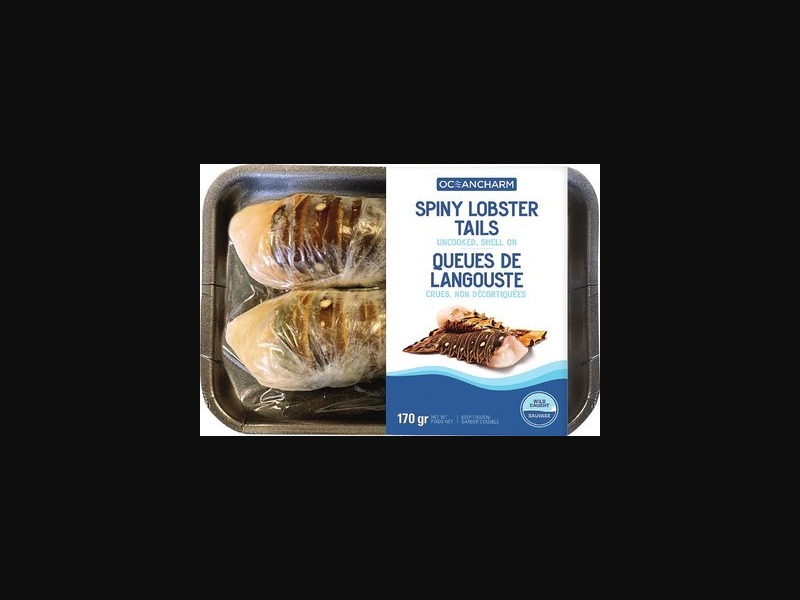 OCEANCHARM
SPINY LOBSTER
TAILS
UNCOOKED, SHELL ON
QUEUES DE
LANGOUSTE
CRUES, NON DÉCORTIQUÉES
170 gr
NET WT
POIDS NET
KEEP FROZEN/
GARDER CONGELÉ
WILD
CAUGHT
SAUVAGE